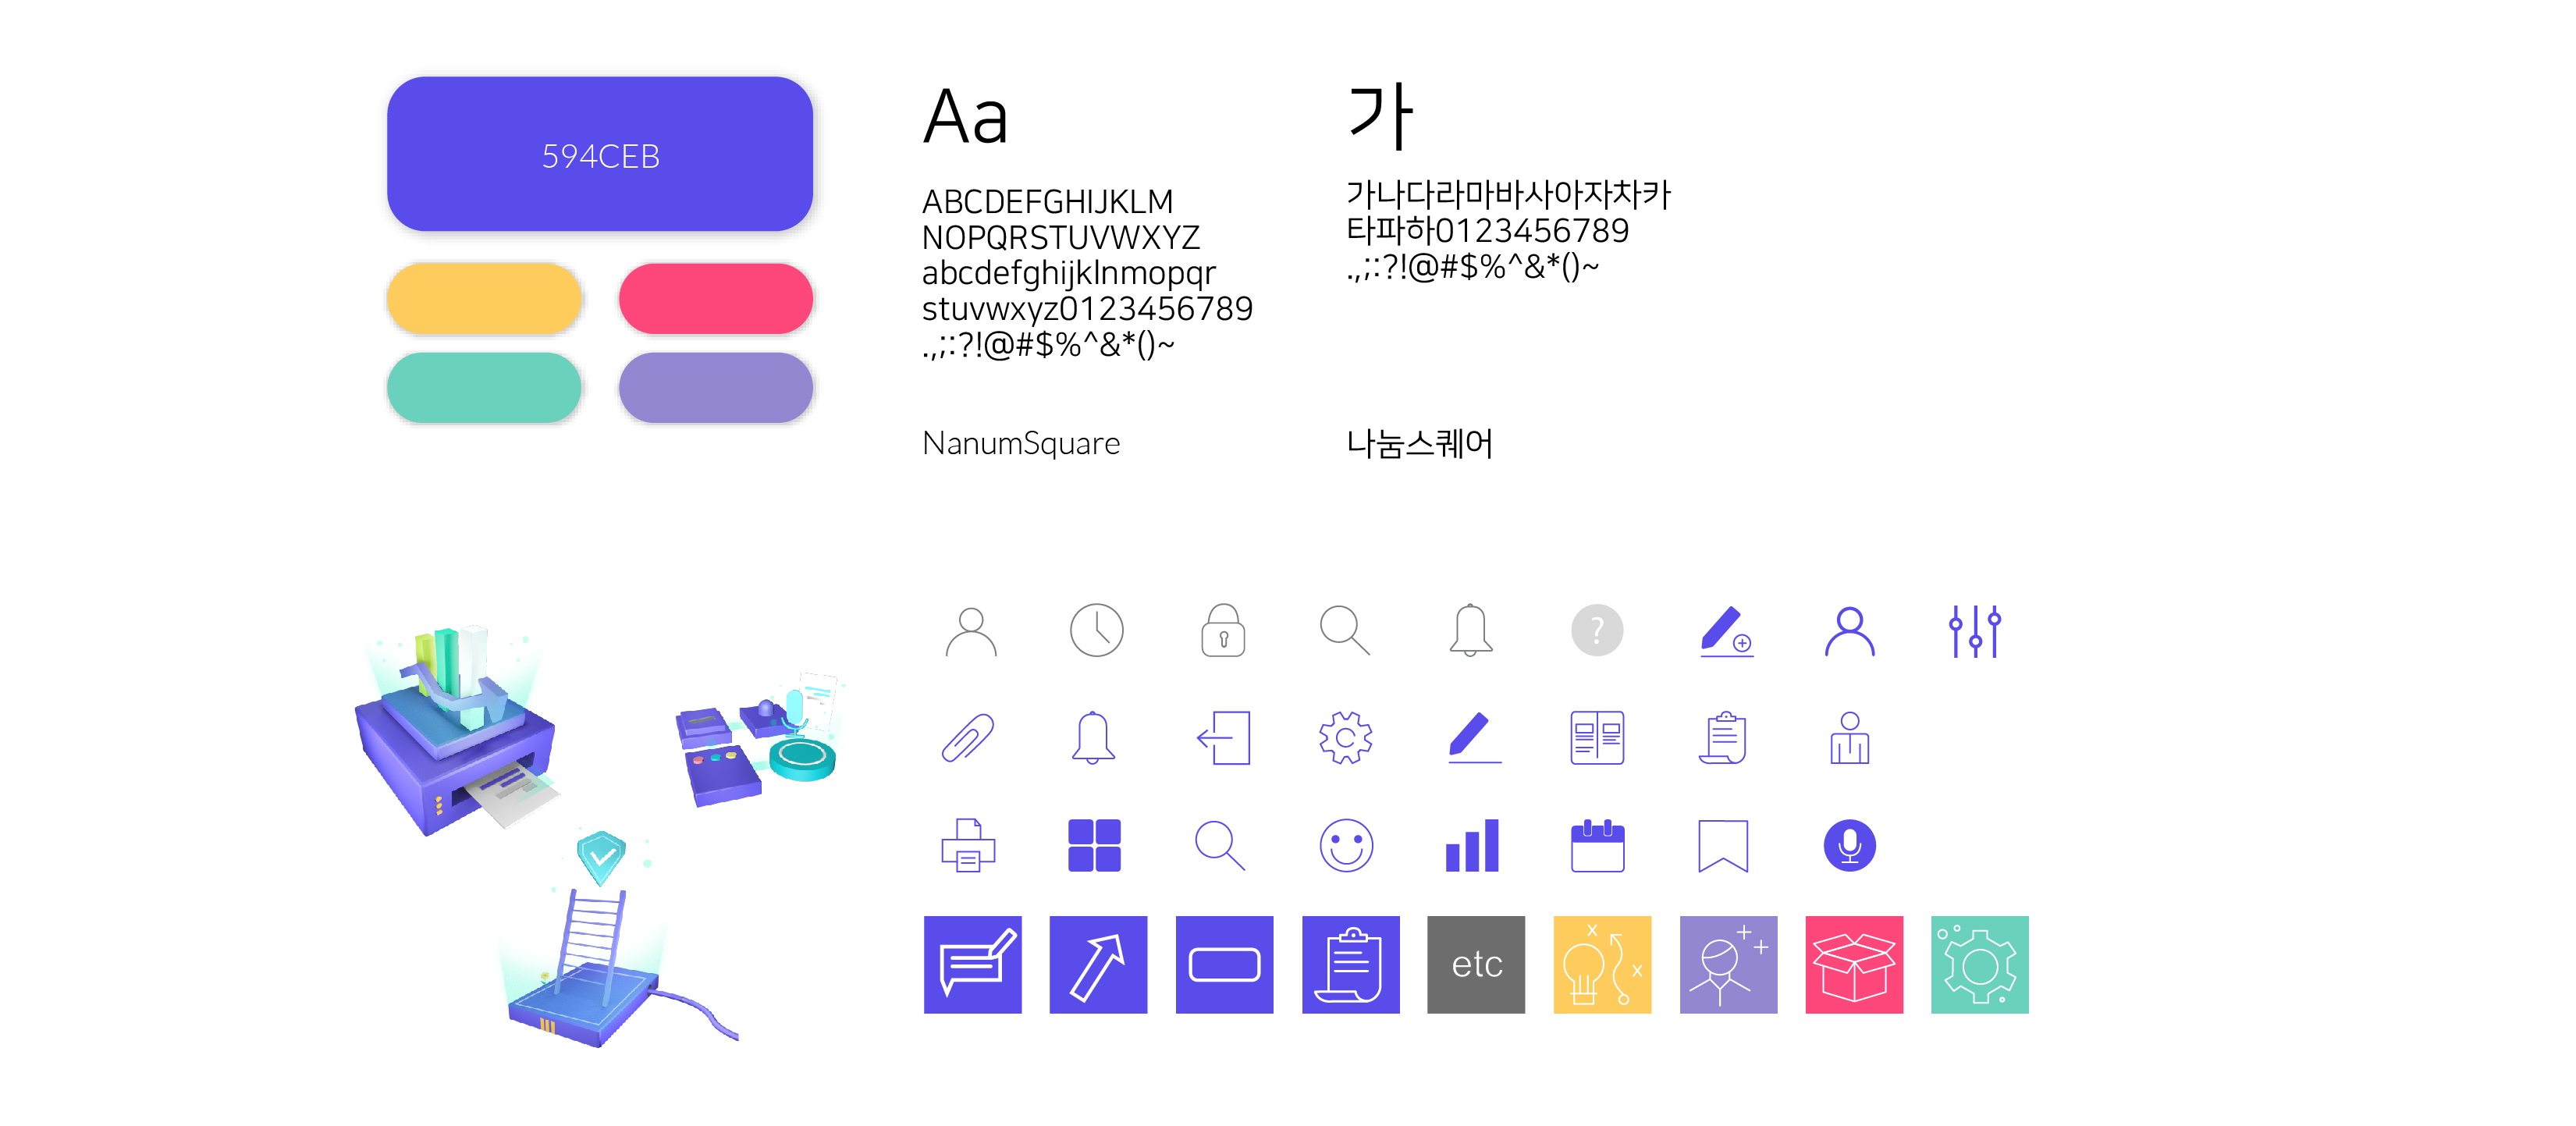 594CEB
Aa
ABCDEFGHIJKLM
NOPQRSTUVWXYZ
abcdefghijklnmopqr
stuvwxyz0123456789
.,;:?!@#$%^&*()~
NanumSquare
가
가나다라마바사아자차카
타파하0123456789
.,;:?!@#$%^&*()~
나눔스퀘어
?
etc